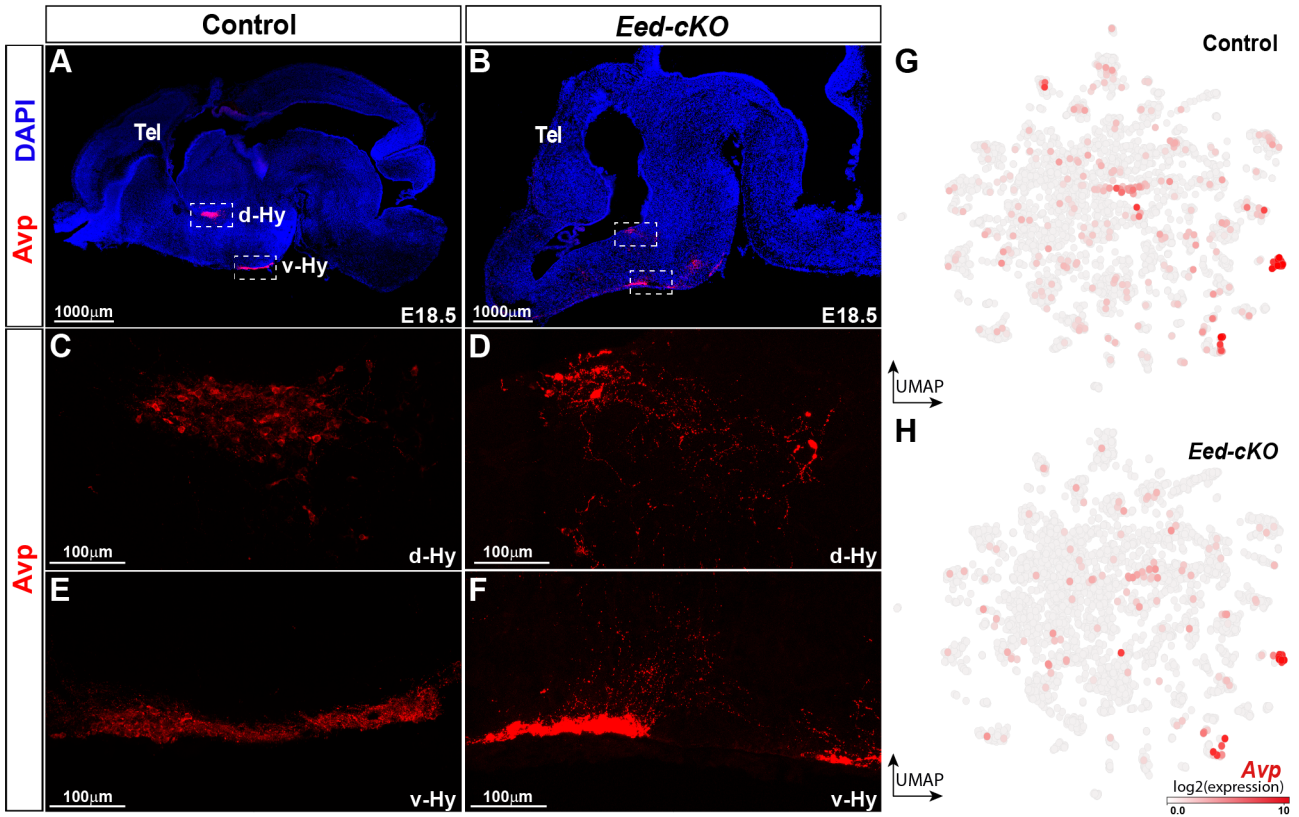 Control
Eed-cKO
DAPI
Avp
A
Tel
d-Hy
v-Hy
1000µm
E18.5
B
Tel
1000µm
E18.5
Avp
C
100µm
d-Hy
D
100µm
d-Hy
E
100µm
v-Hy
F
100µm
v-Hy
G
Control
UMAP
H
Eed-cKO
UMAP
Avp
log2(expression)
0.0 10